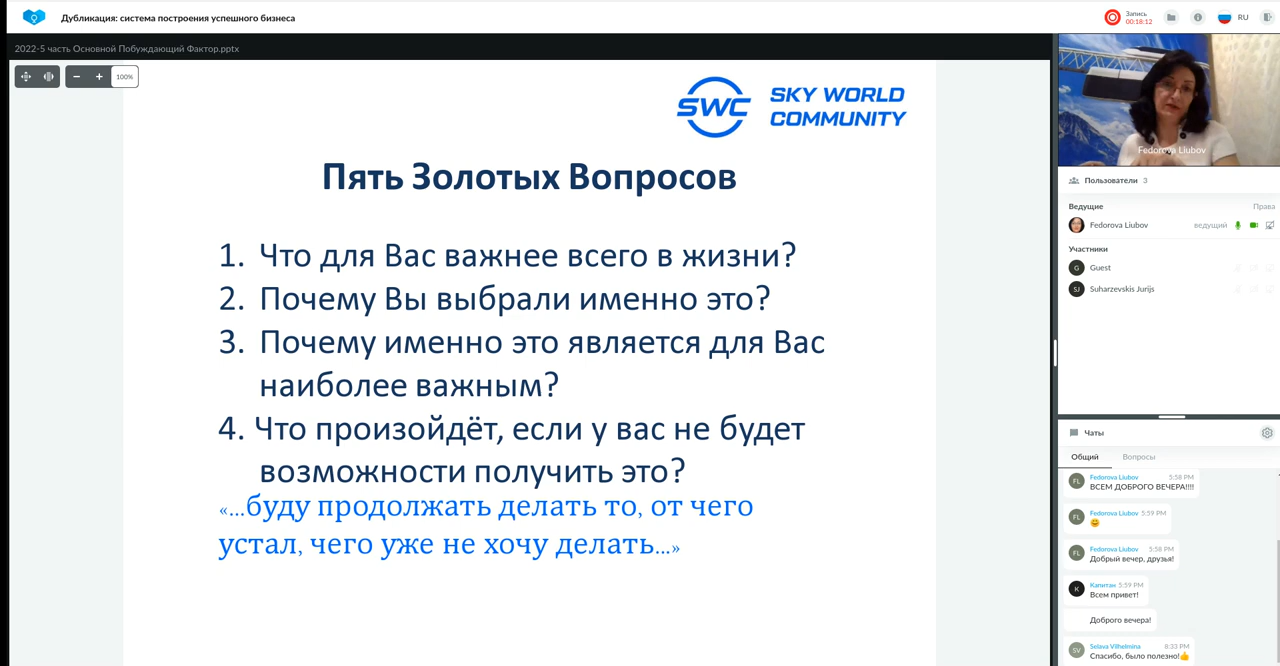 Дубликация: система построения успешного бизнеса
Запись
00:18:12
RU
2022-5 часть Основной Побуждающий Фактор.pptx
100%
SWC
SKY WORLD
COMMUNITY
Пять Золотых Вопросов
1. Что для Вас важнее всего в жизни?
2. Почему Вы выбрали именно это?
3. Почему именно это является для Вас
наиболее важным?
4. Что произойдёт, если у вас не будет
возможности получить это?
«...буду продолжать делать то, от чего
устал, чего уже не хочу делать...»
Fedorova Liubov
Пользователи 3
Ведущие Права
Fedorova Liubov ведущий
Участники
G Guest
SJ Suharzevskis Jurijs
Чаты
Общий Вопросы
FL Fedorova Liubov 5:58 PM
ВСЕМ ДОБРОГО ВЕЧЕРА!!!!
FL Fedorova Liubov 5:59 PM
😊
FL Fedorova Liubov 5:58 PM
Добрый вечер, друзья!
К Капитан 5:59 PM
Всем привет!
Доброго вечера!
SV Selava Vilhelmina 8:33 PM
Спасибо, было полезно!👍